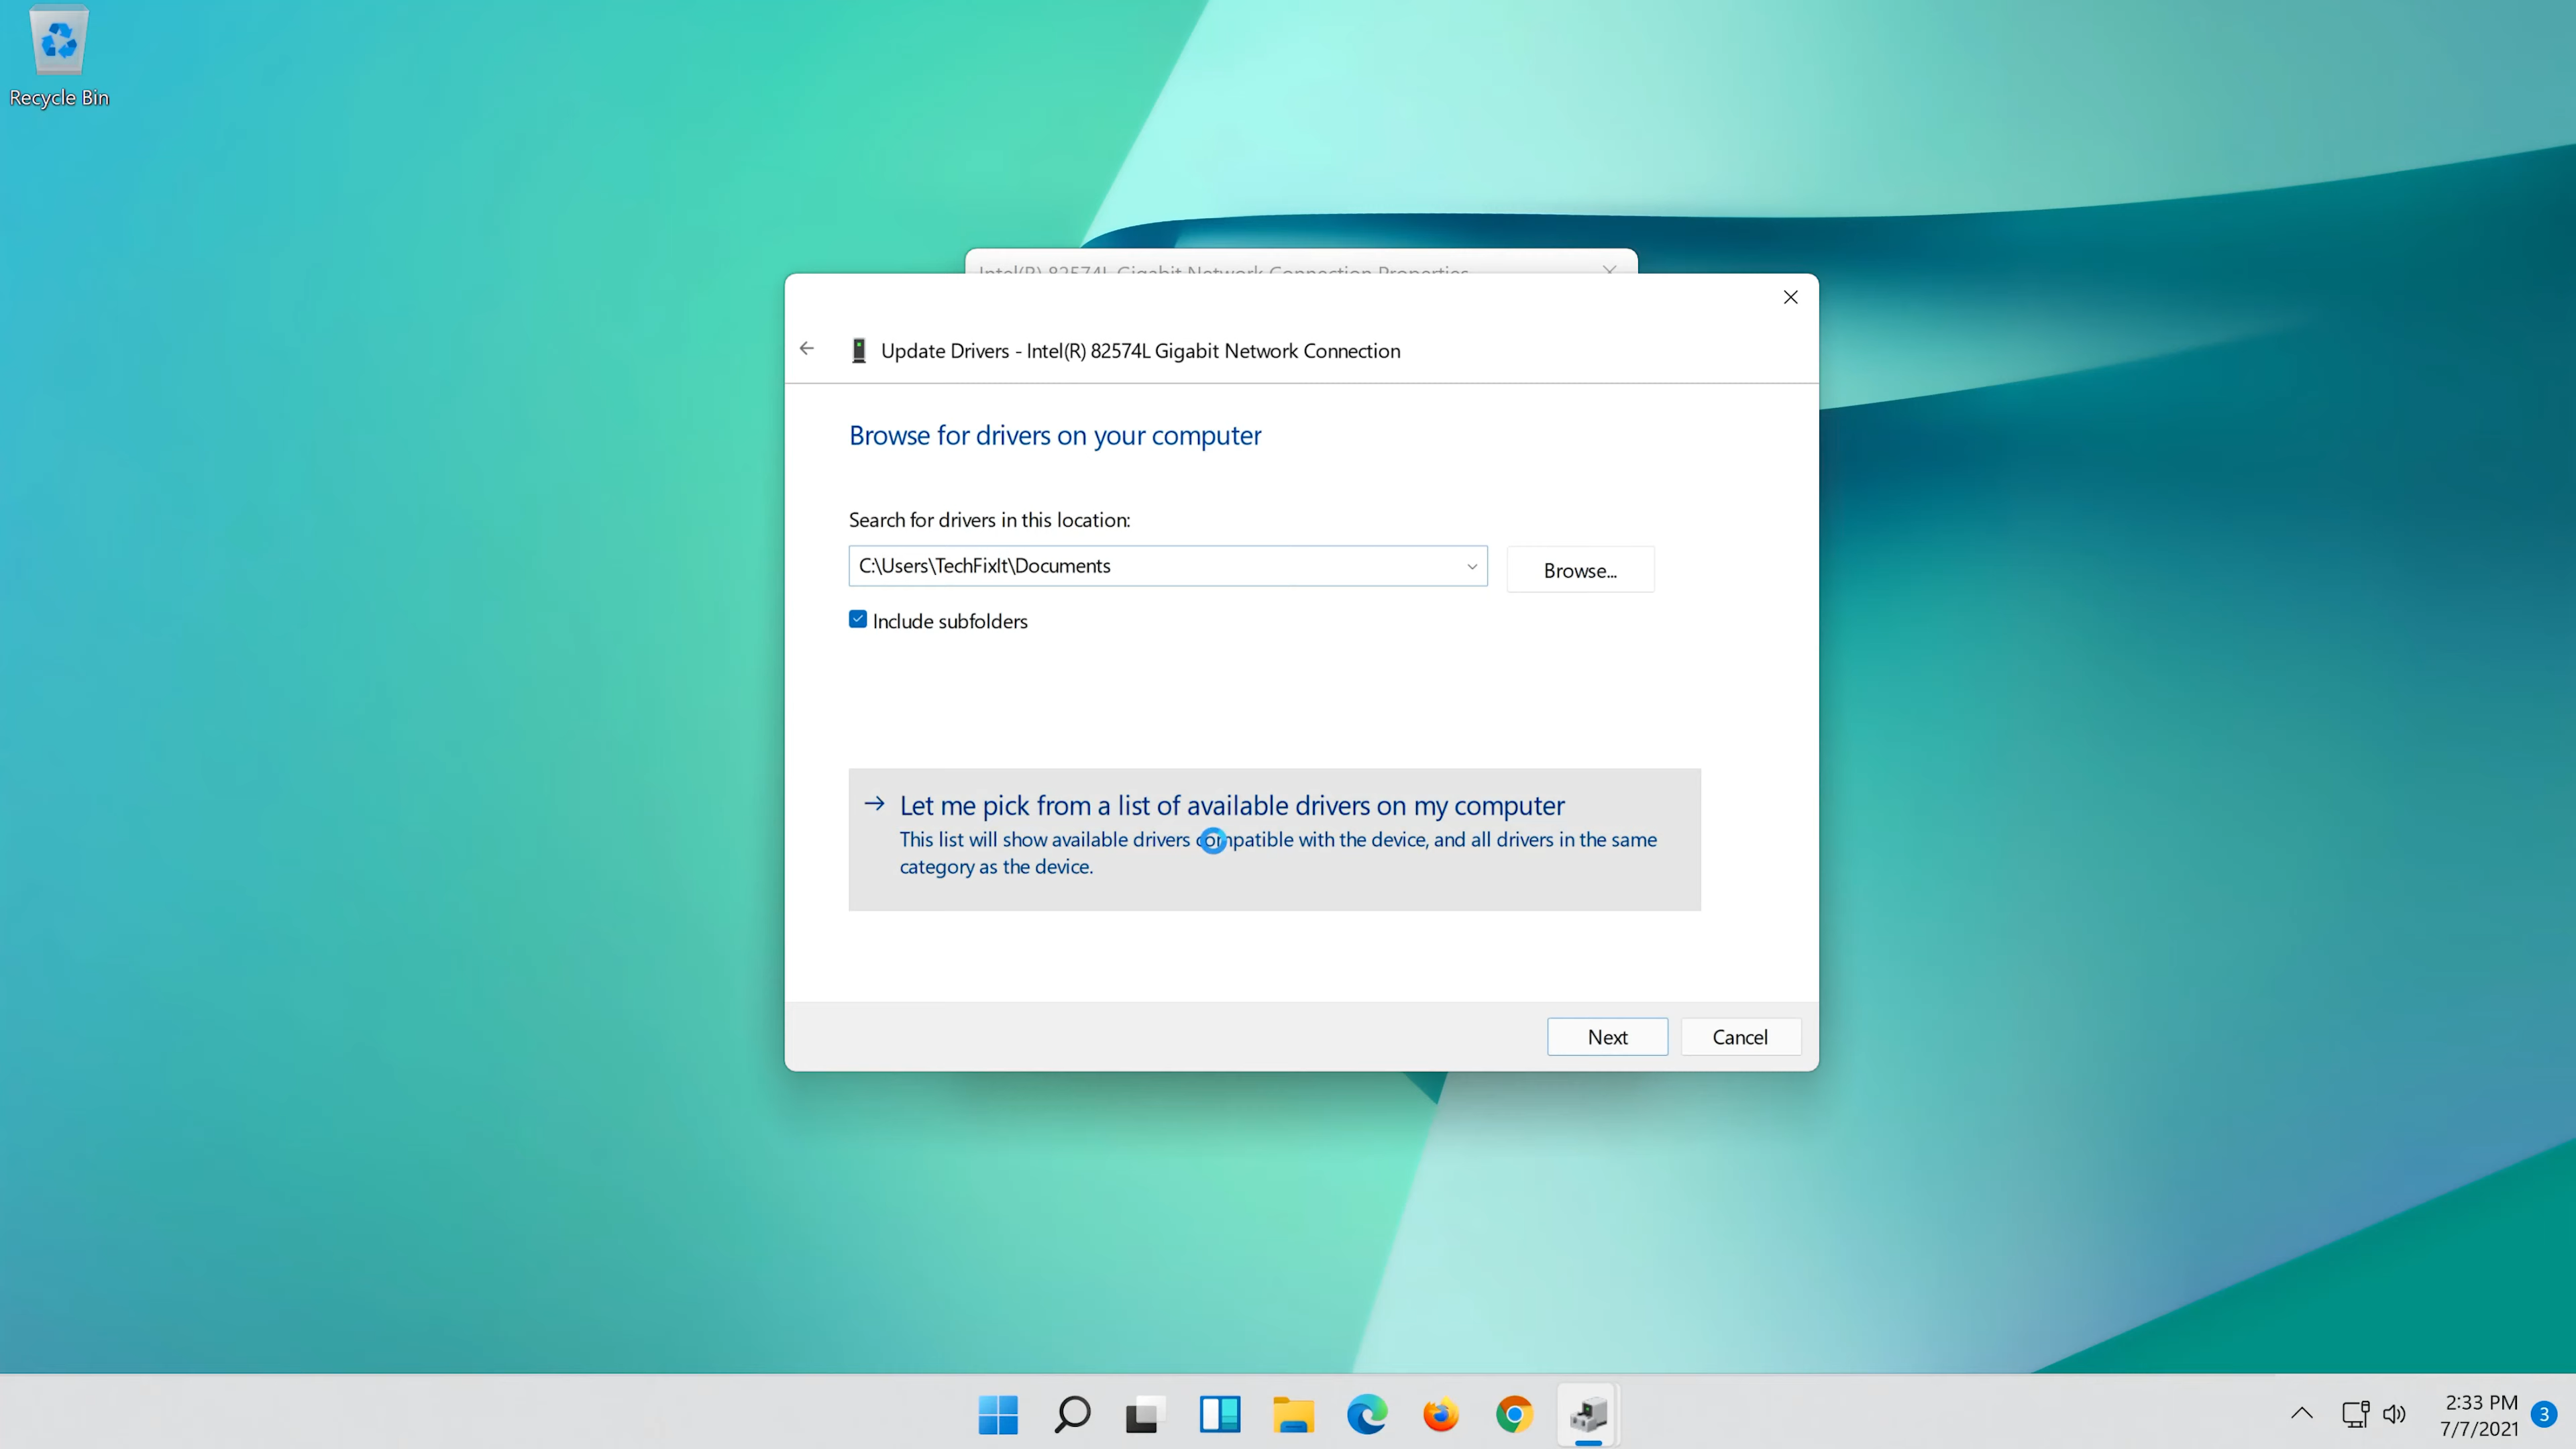 Recycle Bin
Intel(R) 82574L Gigabit Network Connection Properties
Update Drivers - Intel(R) 82574L Gigabit Network Connection
Browse for drivers on your computer
Search for drivers in this location:
C:\Users\TechFixIt\Documents
Browse...
Include subfolders
Let me pick from a list of available drivers on my computer
This list will show available drivers compatible with the device, and all drivers in the same
category as the device.
Next
Cancel
2:33 PM
7/7/2021
3